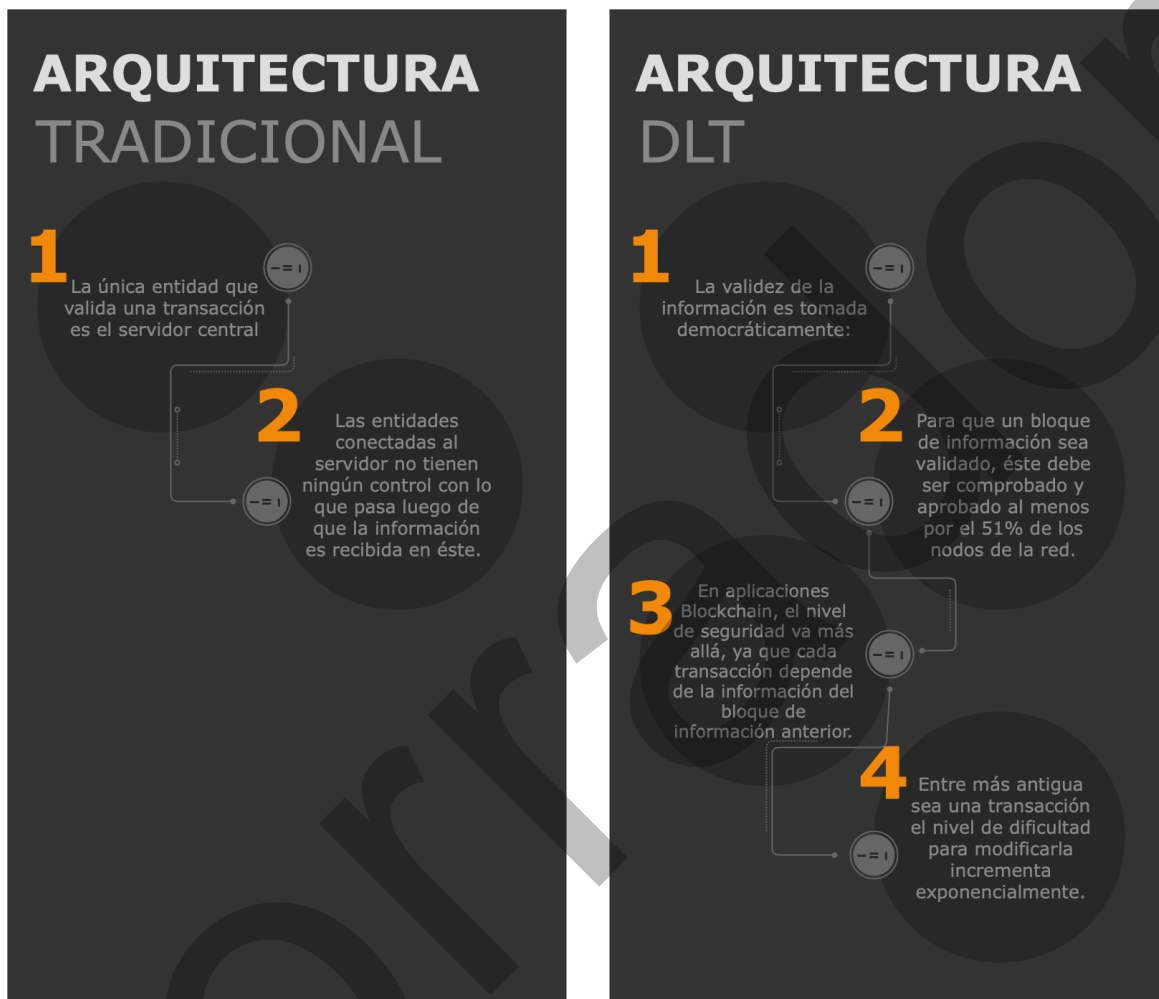 ARQUITECTURA
TRADICIONAL
1
La única entidad que
valida una transacción
es el servidor central
2
Las entidades
conectadas al
servidor no tienen
ningún control con lo
que pasa luego de
que la información
es recibida en éste.
ARQUITECTURA
DLT
1
La validez de la
información es tomada
democráticamente:
2
Para que un bloque
de información sea
validado, éste debe
ser comprobado y
aprobado al menos
por el 51% de los
nodos de la red.
3
En aplicaciones
Blockchain, el nivel
de seguridad va más
allá, ya que cada
transacción depende
de la información del
bloque de
información anterior.
4
Entre más antigua
sea una transacción
el nivel de dificultad
para modificarla
incrementa
exponencialmente.